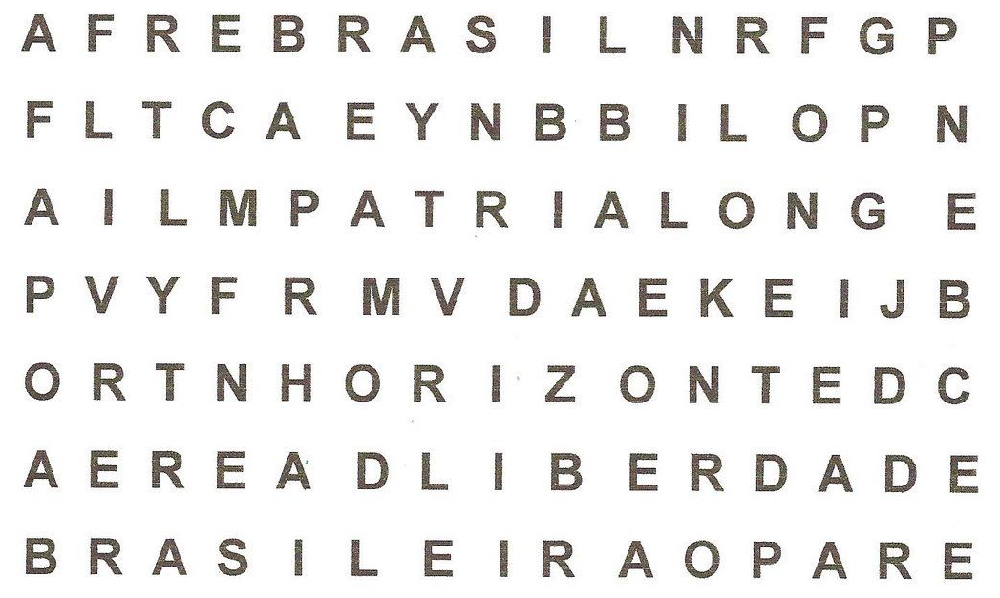 A F R E B R A S I L N R F G P
F L T C A E Y N B B I L O P N
A I L M P A T R I A L O N G E
P V Y F R M V D A E K E I J B
O R T N H O R I Z O N T E D C
A E R E A D L I B E R D A D E
B R A S I L E I R A O P A R E